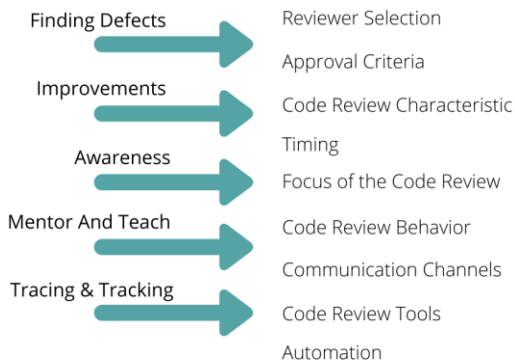 Finding Defects
Improvements
Awareness
Mentor And Teach
Tracing & Tracking
Reviewer Selection
Approval Criteria
Code Review Characteristic
Timing
Focus of the Code Review
Code Review Behavior
Communication Channels
Code Review Tools
Automation